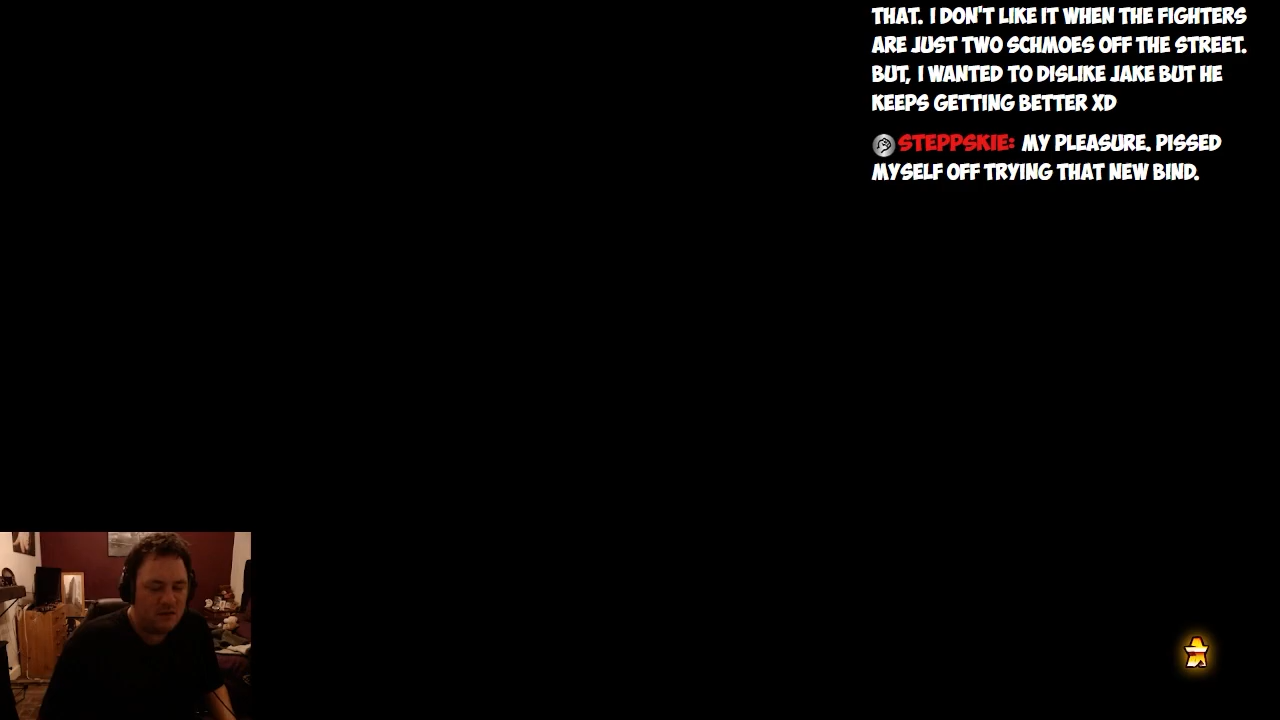 THAT. I DON'T LIKE IT WHEN THE FIGHTERS
ARE JUST TWO SCHMOES OFF THE STREET.
BUT, I WANTED TO DISLIKE JAKE BUT HE
KEEPS GETTING BETTER XD
STEPPSKIE: MY PLEASURE. PISSED
MYSELF OFF TRYING THAT NEW BIND.